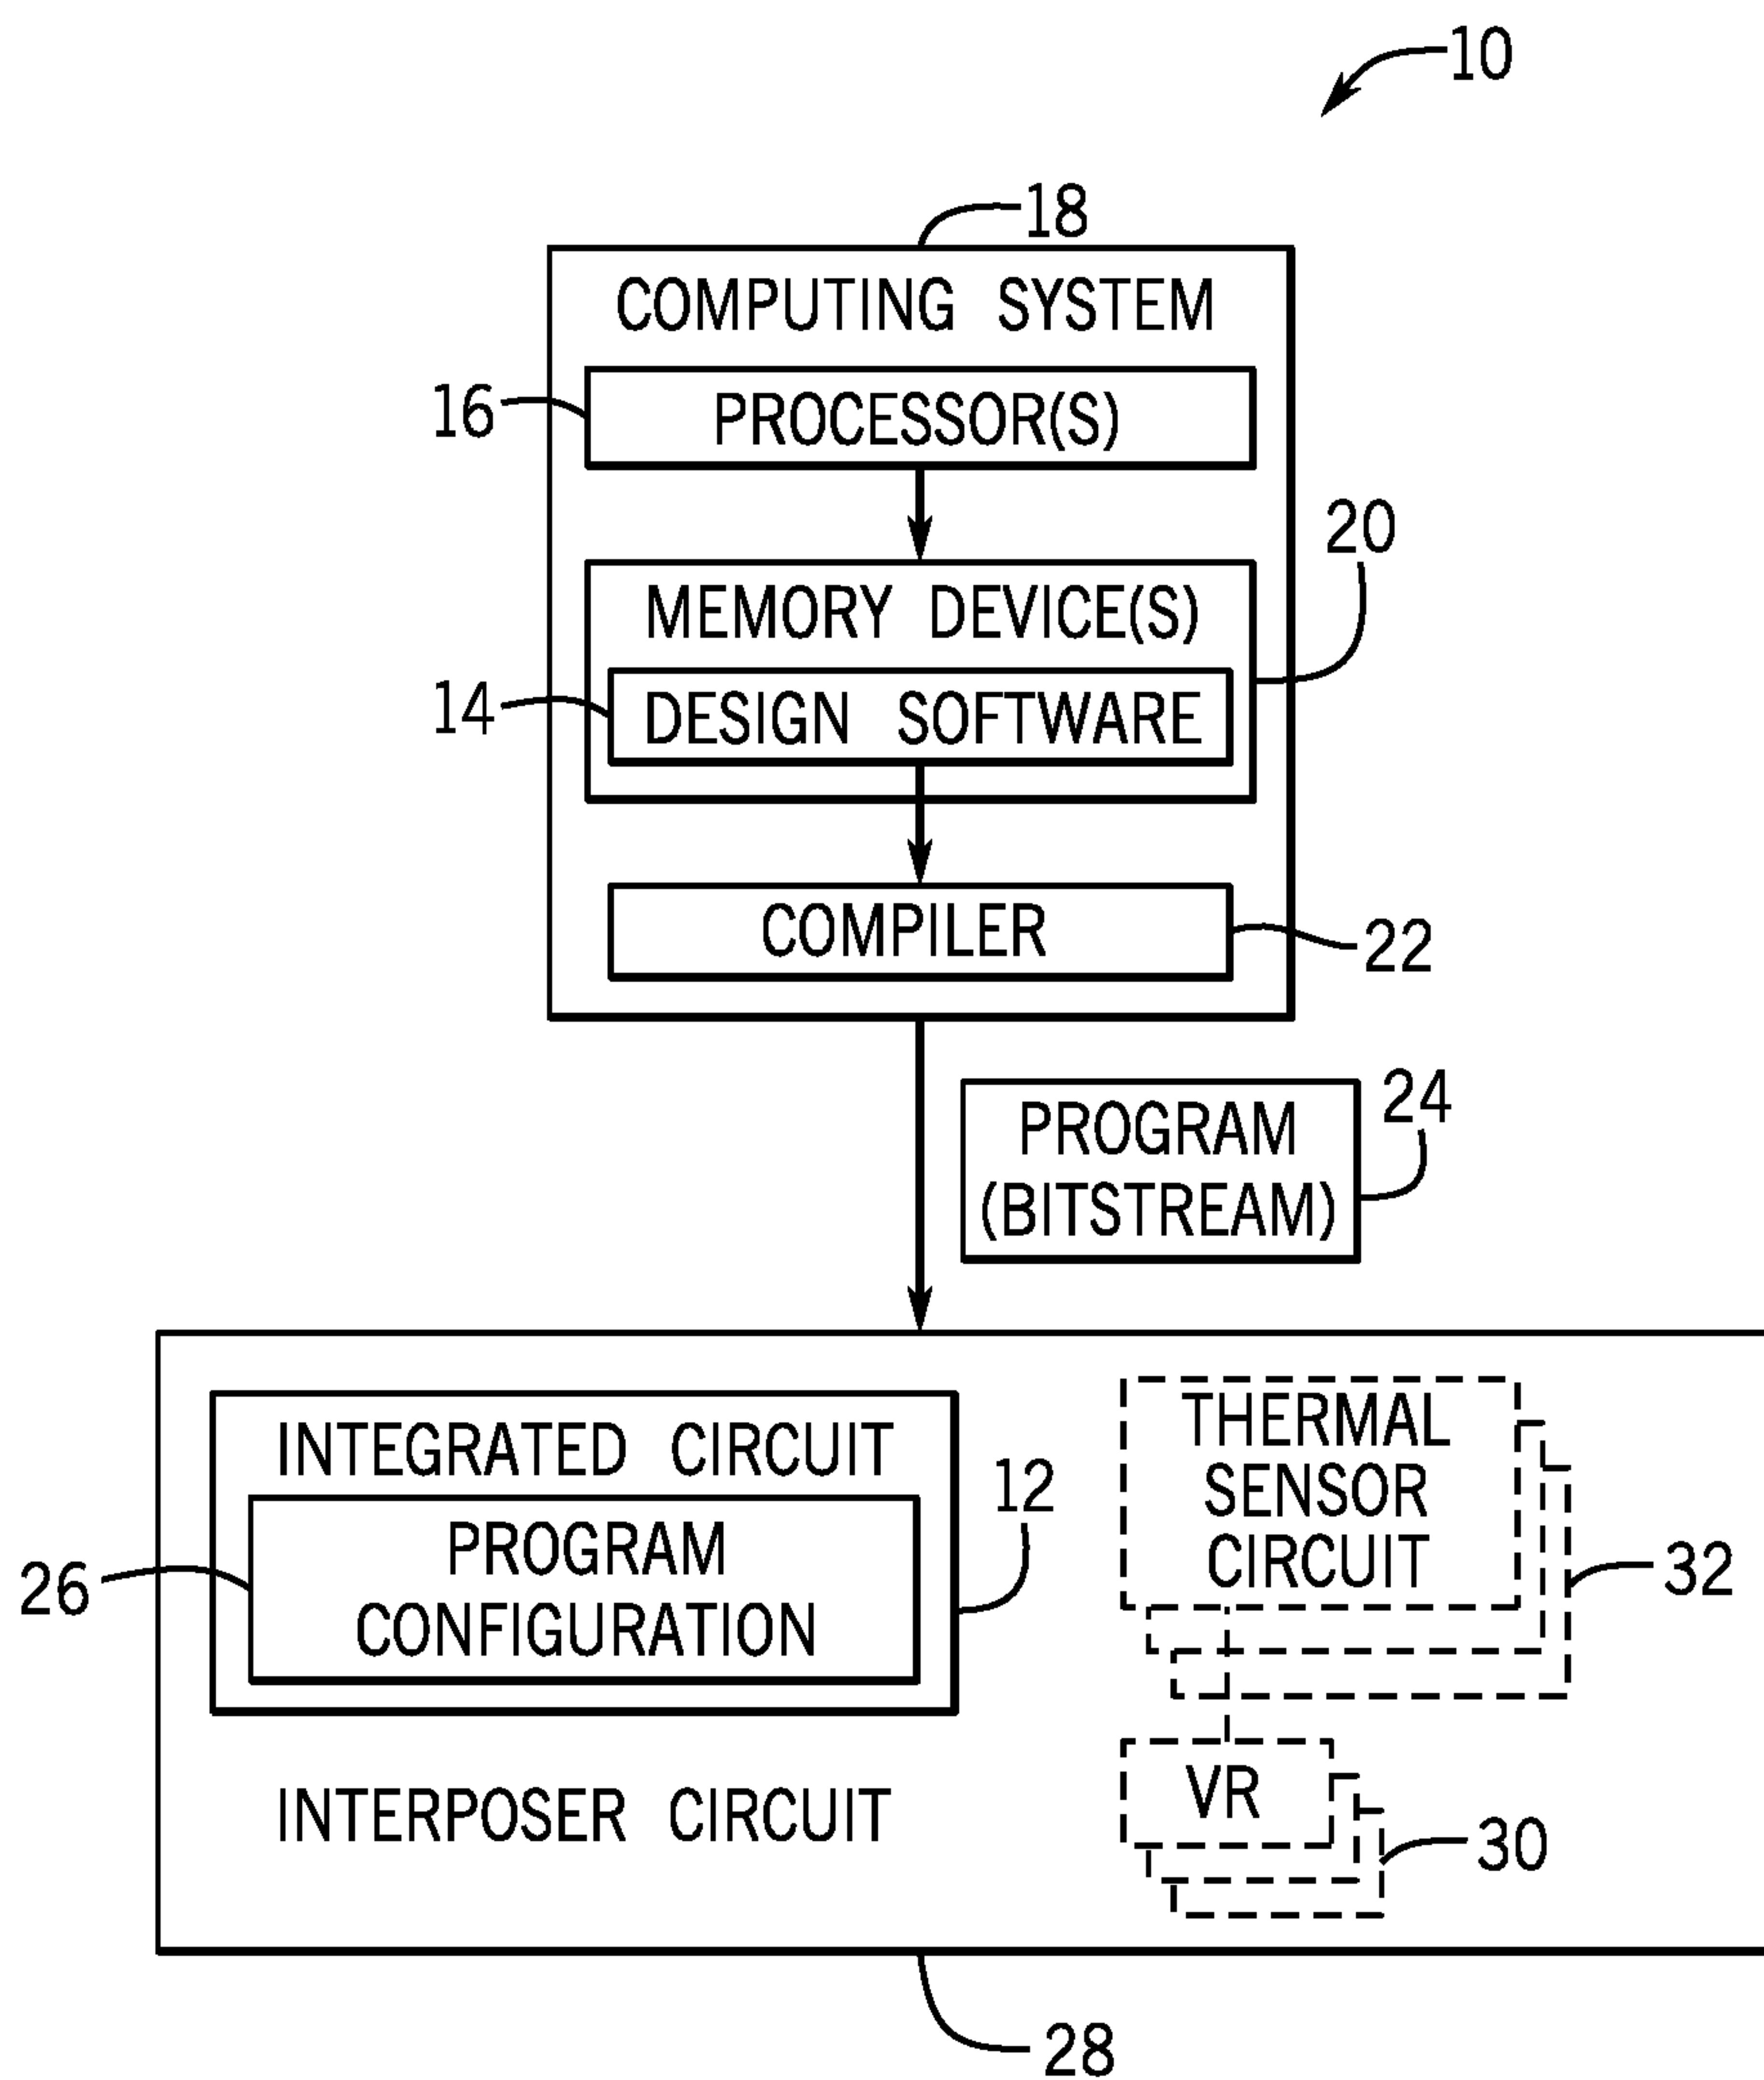 10
18
COMPUTING SYSTEM
16
PROCESSOR(S)
20
MEMORY DEVICE(S)
14
DESIGN SOFTWARE
COMPILER
22
24
PROGRAM
(BITSTREAM)
INTEGRATED CIRCUIT
12
PROGRAM
CONFIGURATION
26
THERMAL
SENSOR
CIRCUIT
32
INTERPOSER CIRCUIT
VR
30
28